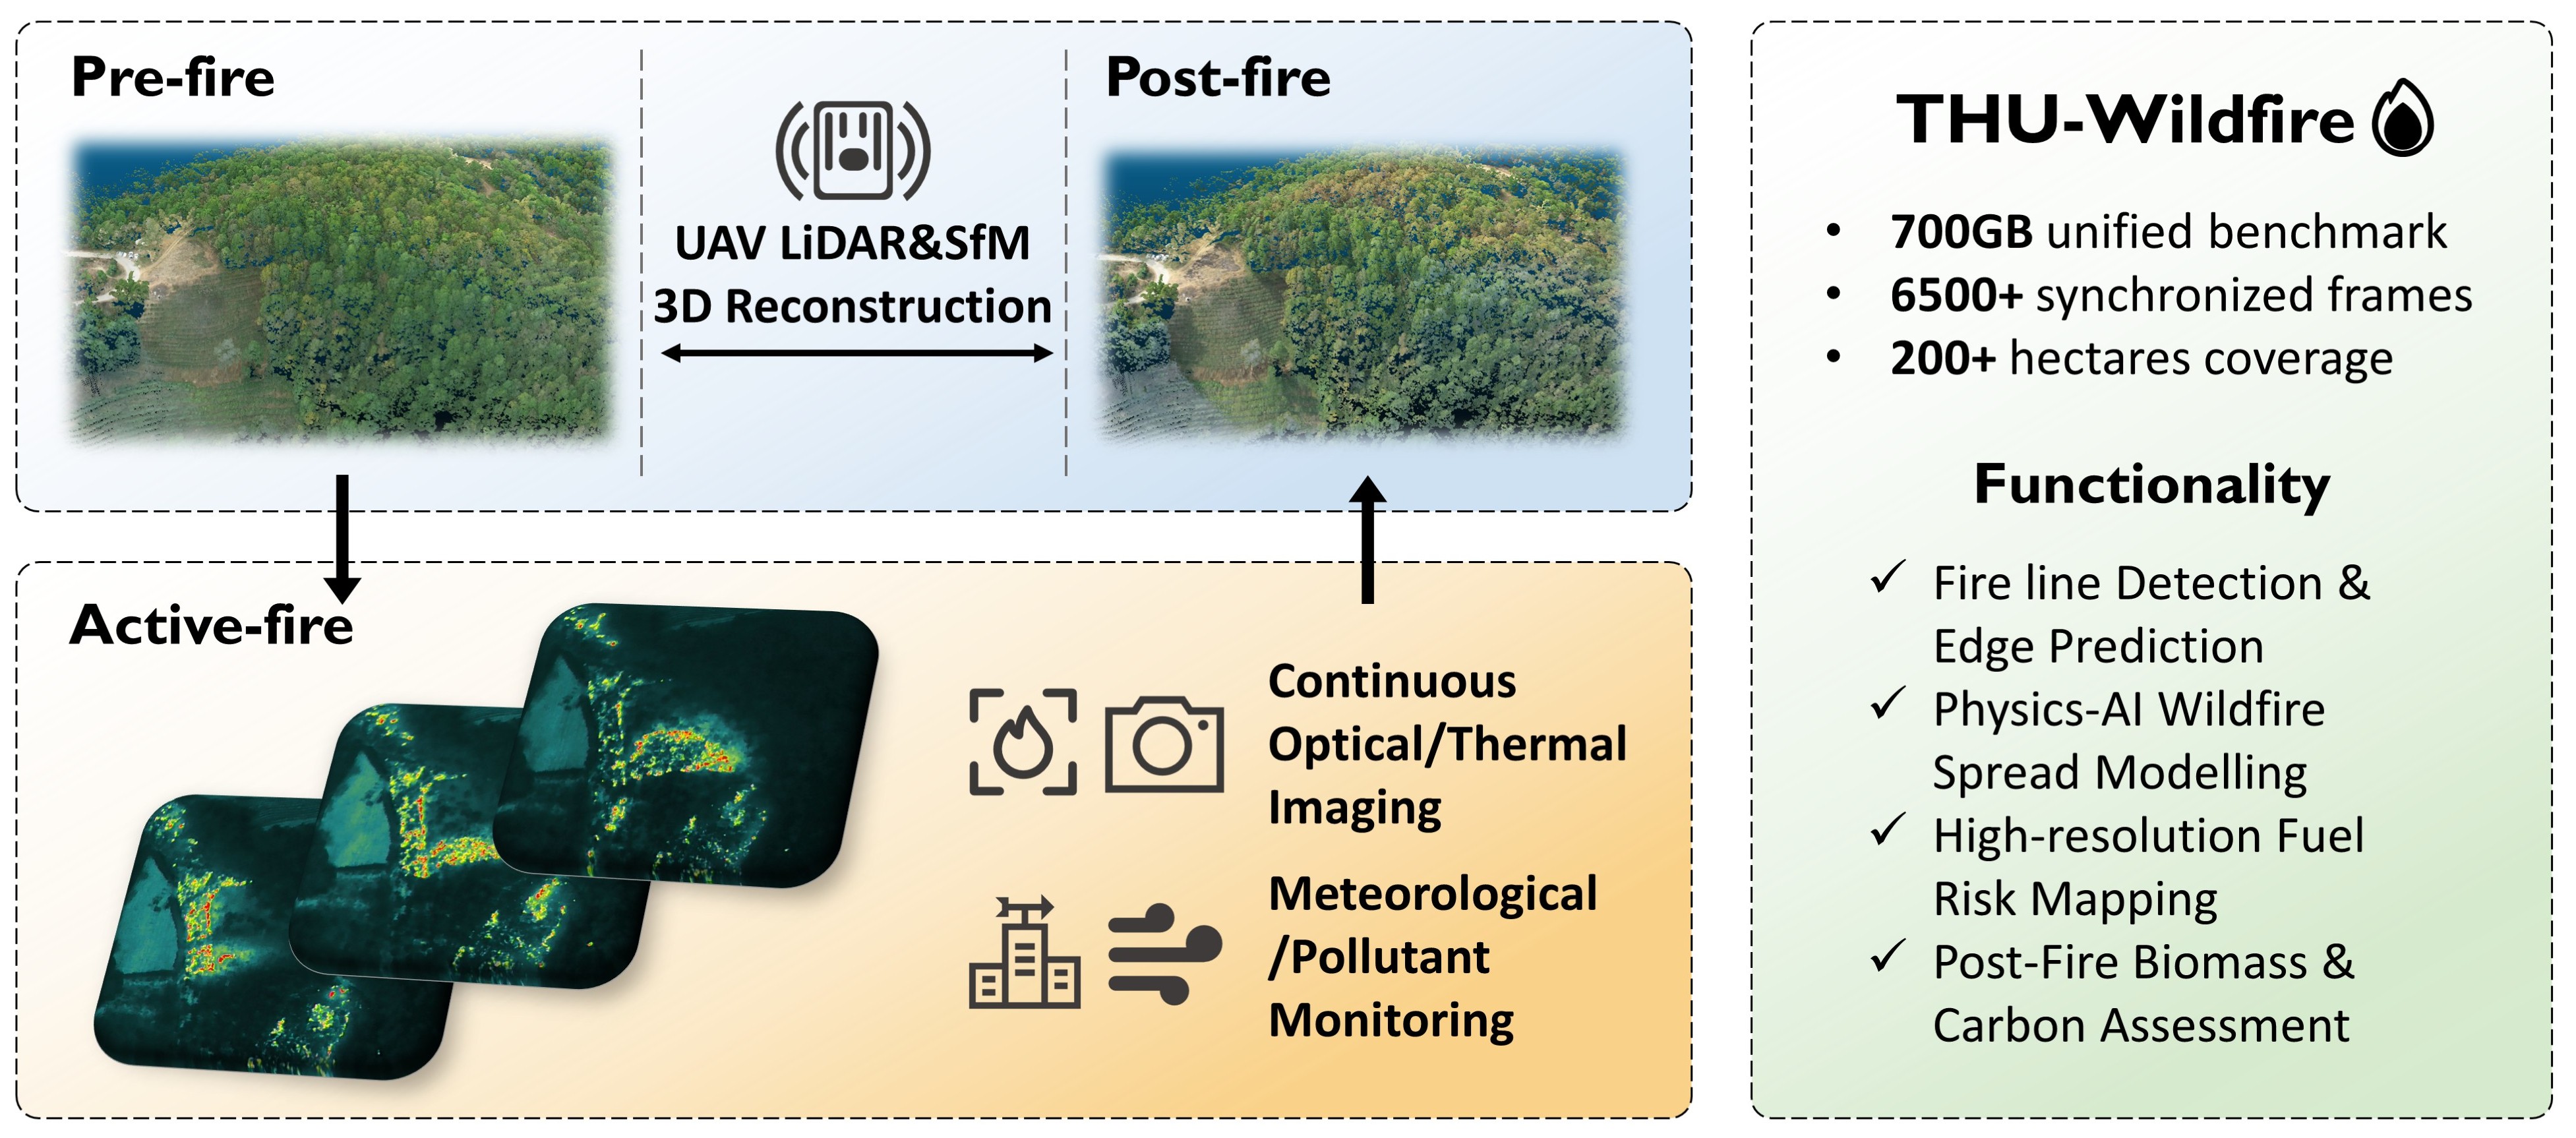 Pre-fire
UAV LiDAR&SfM
3D Reconstruction
Post-fire
Active-fire
Continuous
Optical/Thermal
Imaging
Meteorological
/Pollutant
Monitoring
THU-Wildfire
• 700GB unified benchmark
• 6500+ synchronized frames
• 200+ hectares coverage
Functionality
✓ Fire line Detection &
Edge Prediction
✓ Physics-AI Wildfire
Spread Modelling
✓ High-resolution Fuel
Risk Mapping
✓ Post-Fire Biomass &
Carbon Assessment